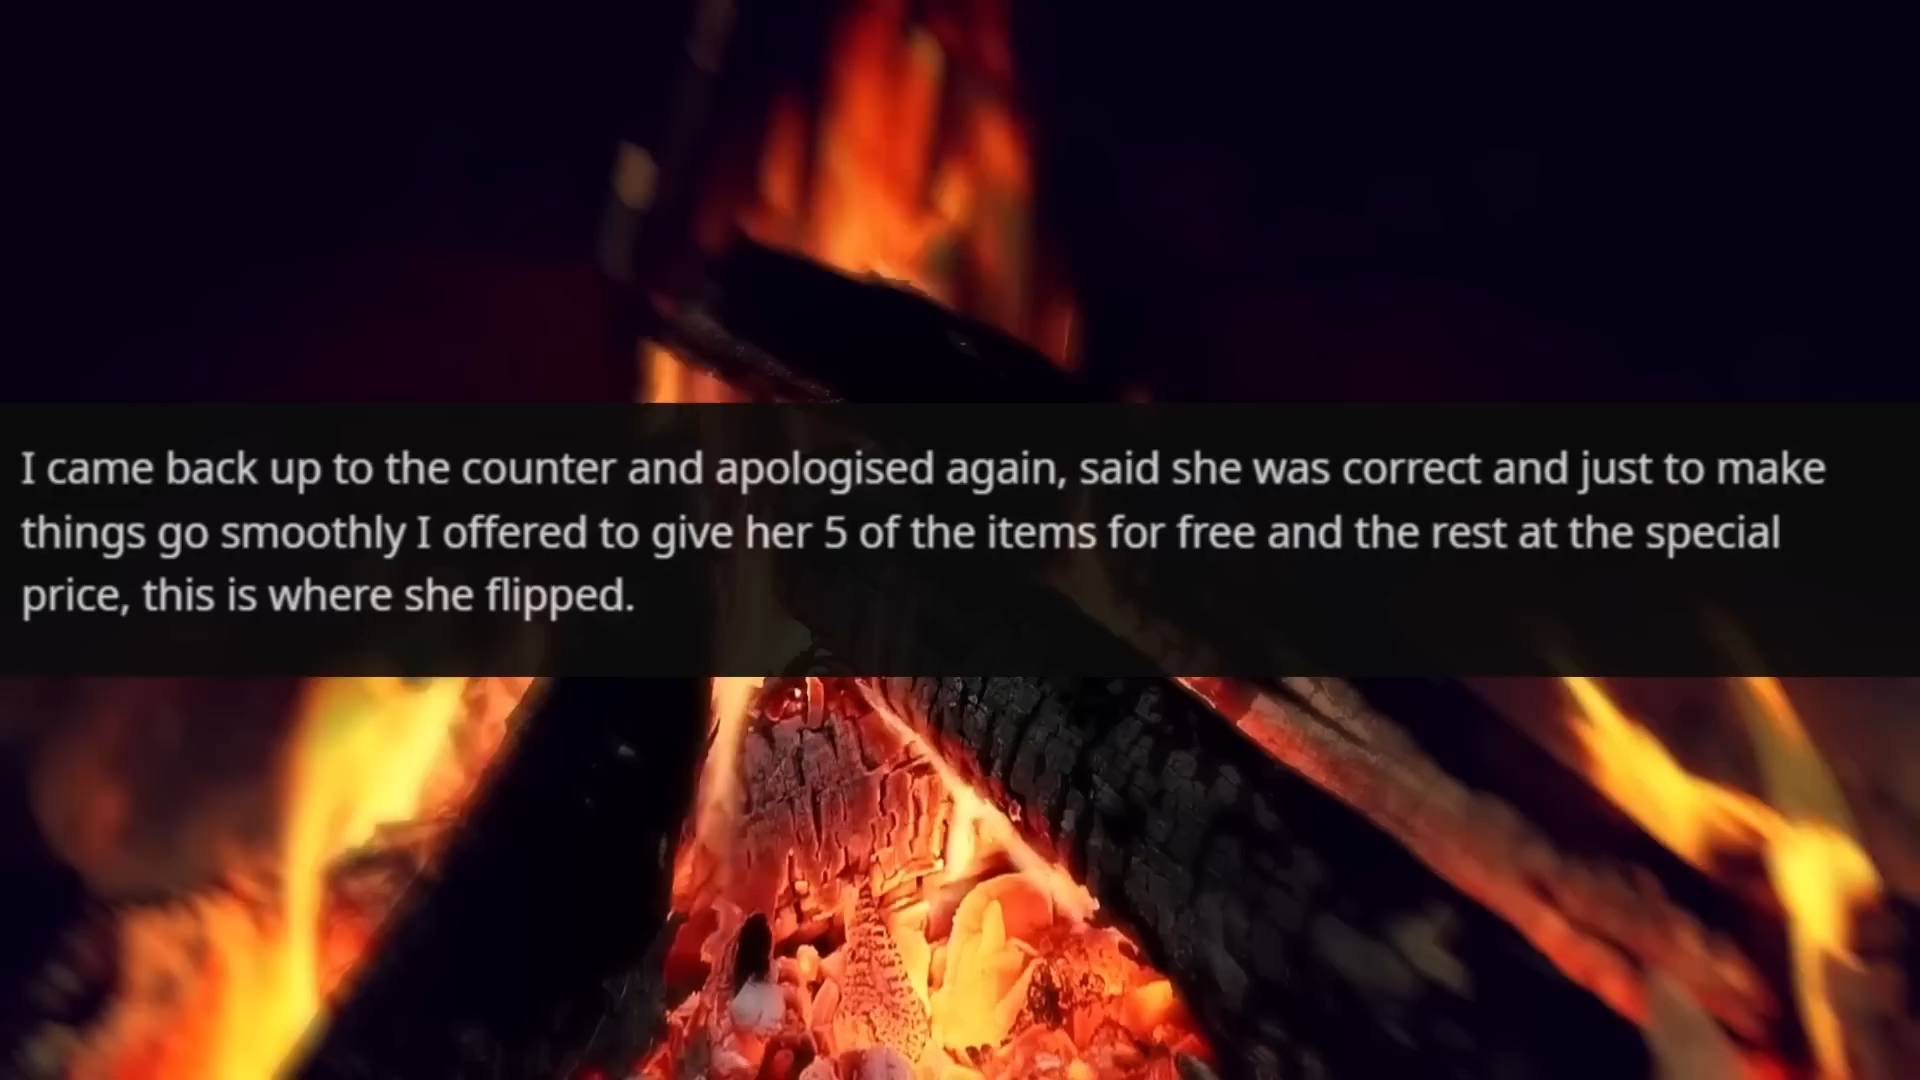 I came back up to the counter and apologised again, said she was correct and just to make
things go smoothly I offered to give her 5 of the items for free and the rest at the special
price, this is where she flipped.